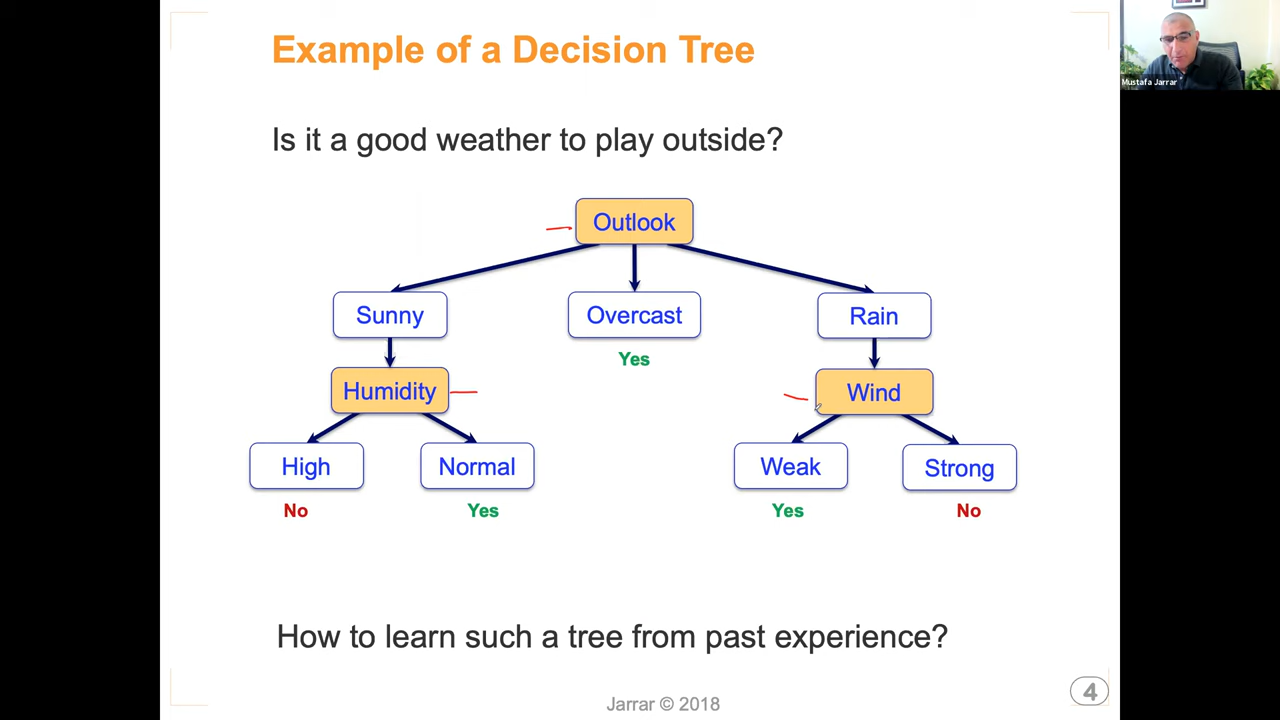 Example of a Decision Tree
Mustafa Jarrar
Is it a good weather to play outside?
Outlook
Sunny
Overcast
Rain
Yes
Humidity
Wind
High
Normal
Weak
Strong
No
Yes
Yes
No
How to learn such a tree from past experience?
Jarrar © 2018
4